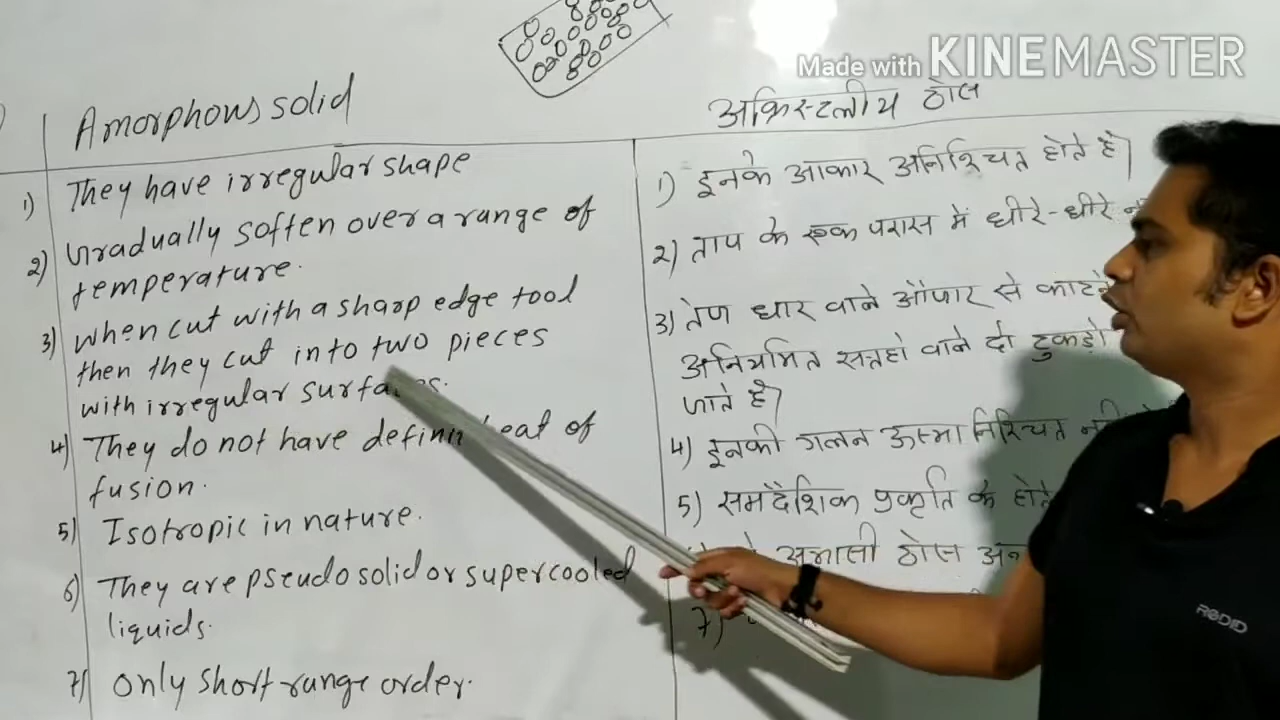 Made with KINEMASTER
Amorphous solid
अक्रिस्टलीय ठोस
1) They have irregular shape
2) Gradually soften over a range of
temperature.
3) when cut with a sharp edge tool
then they cut into two pieces
with irregular surfaces.
4) They do not have heat of
fusion.
5) Isotropic in nature.
6) They are pseudo solid or supercooled
liquids.
7) only short range order.
1) इनके आकार अनिश्चित होते है।
2) ताप के एक परास में धीरे-धीरे
3) तेज धार वाले औजार से काटने
अनियमित सतहो वाले दो टुकड़ो
जाते है।
4) इनकी गलन ऊष्मा निश्चित नही
5) समदैशिक प्रकृति के होते
आभासी ठोस
7)
RODID